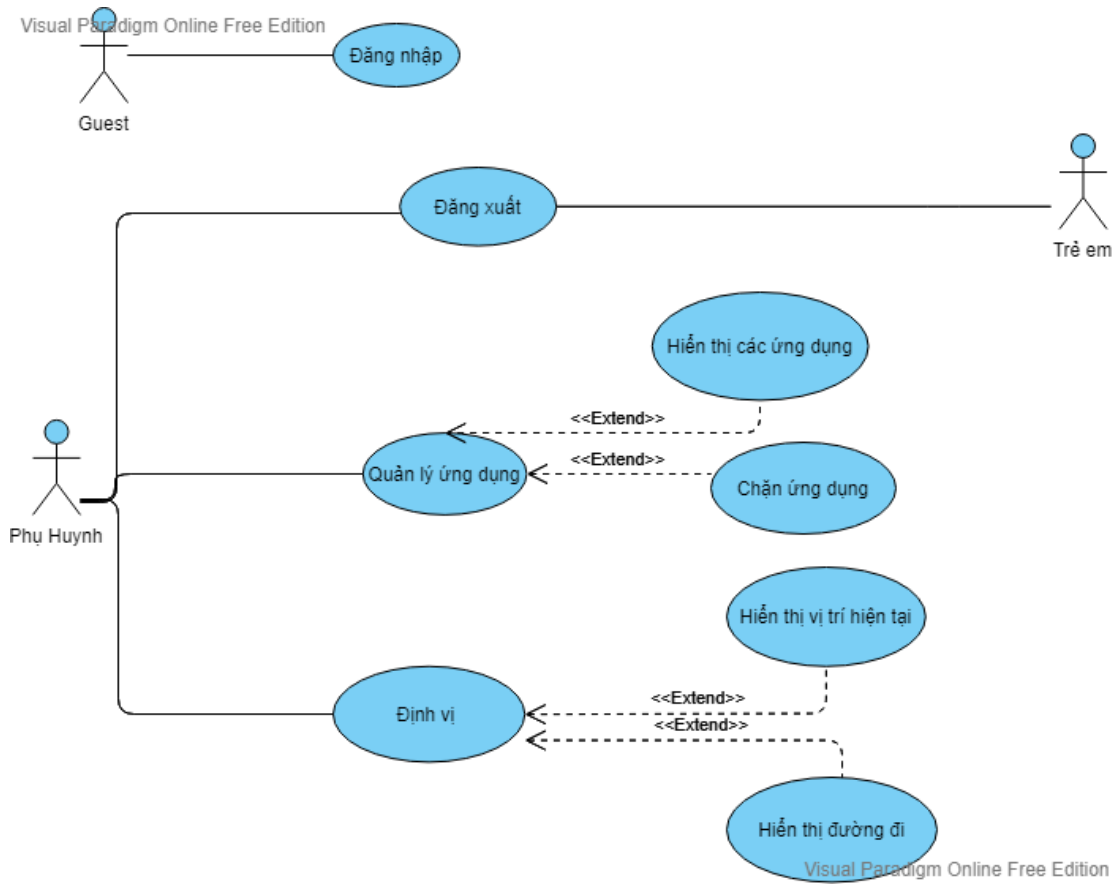 Visual Paradigm Online Free Edition
Đăng nhập
Guest
Đăng xuất
Trẻ em
Hiển thị các ứng dụng
<<Extend>>
Quản lý ứng dụng
<<Extend>>
Chặn ứng dụng
Phụ Huynh
Hiển thị vị trí hiện tại
<<Extend>>
Định vị
<<Extend>>
Hiển thị đường đi
Visual Paradigm Online Free Edition